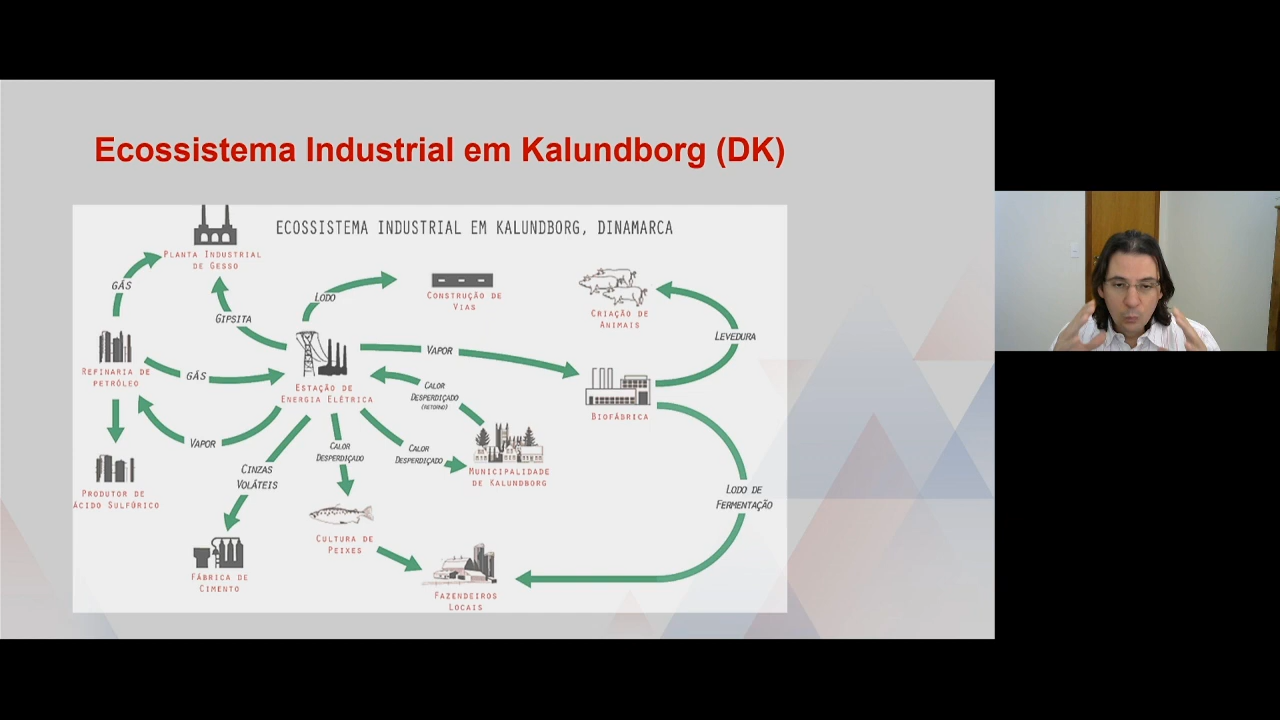 Ecossistema Industrial em Kalundborg (DK)
ECOSSISTEMA INDUSTRIAL EM KALUNDBORG, DINAMARCA
PLANTA INDUSTRIAL
DE GESSO
GÁS
GIPSITA
LODO
CONSTRUÇÃO DE
VIAS
CRIAÇÃO DE
ANIMAIS
LEVEDURA
REFINARIA DE
PETRÓLEO
GÁS
ESTAÇÃO DE
ENERGIA ELÉTRICA
VAPOR
CALOR
DESPERDIÇADO
(RETORNO)
BIOFÁBRICA
VAPOR
CINZAS
VOLÁTEIS
CALOR
DESPERDIÇADO
CALOR
DESPERDIÇADO
MUNICIPALIDADE
DE KALUNDBORG
PRODUTOR DE
ÁCIDO SULFÚRICO
LODO DE
FERMENTAÇÃO
CULTURA DE
PEIXES
FÁBRICA DE
CIMENTO
FAZENDEIROS
LOCAIS